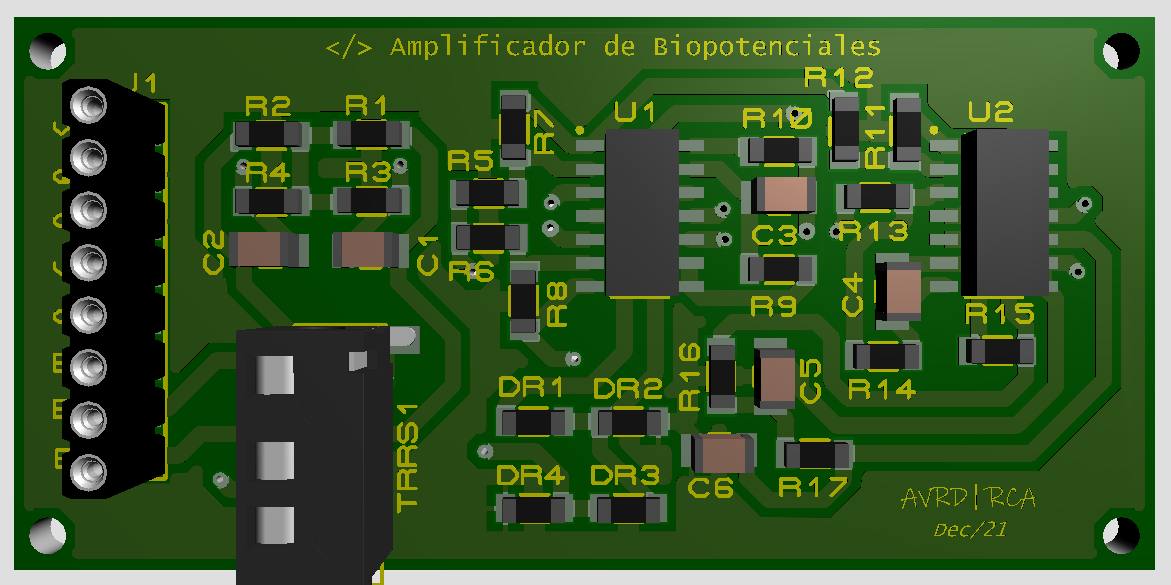 </> Amplificador de Biopotenciales
J1
R2 R1
R4 R3
C2 C1
R7
R5
R6
R8
U1
R10
R12
R11
U2
C3
R13
R9
C4
R15
R14
R16
C5
DR1 DR2
DR4 DR3
C6 R17
TRRS1
AVRD|RCA
Dec/21